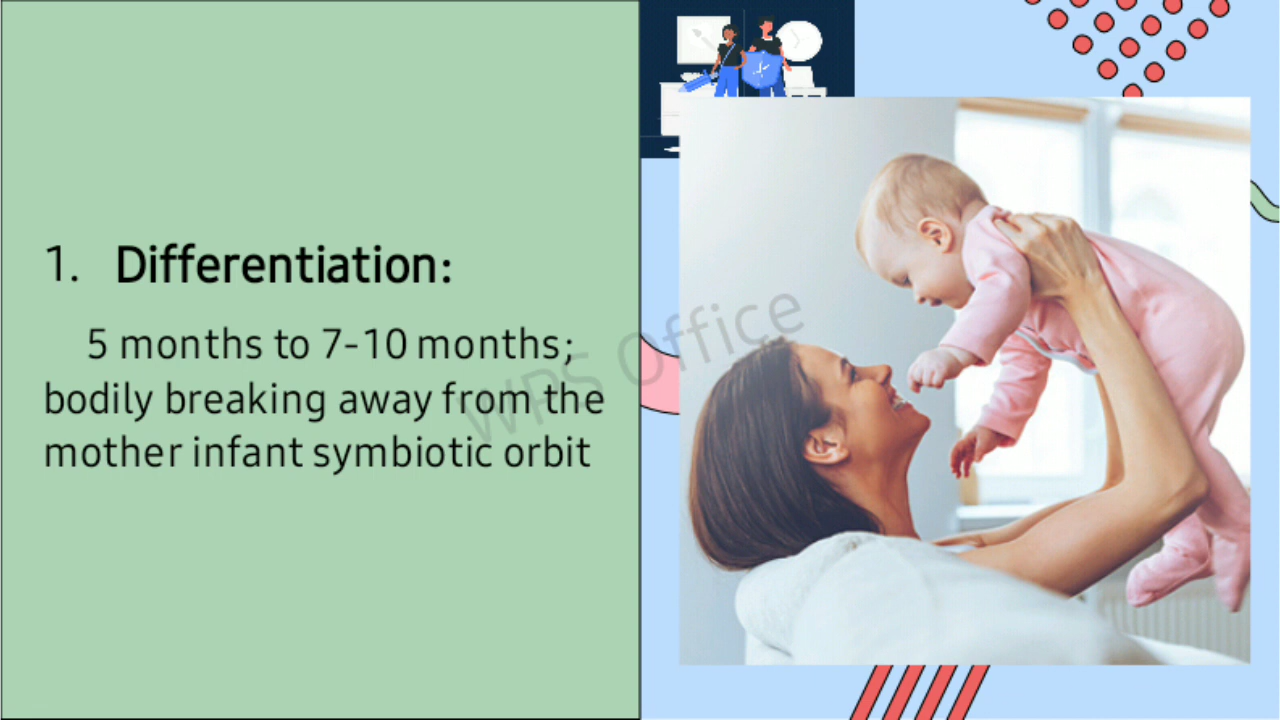 1. Differentiation:
5 months to 7-10 months;
bodily breaking away from the
mother infant symbiotic orbit
WPS Office